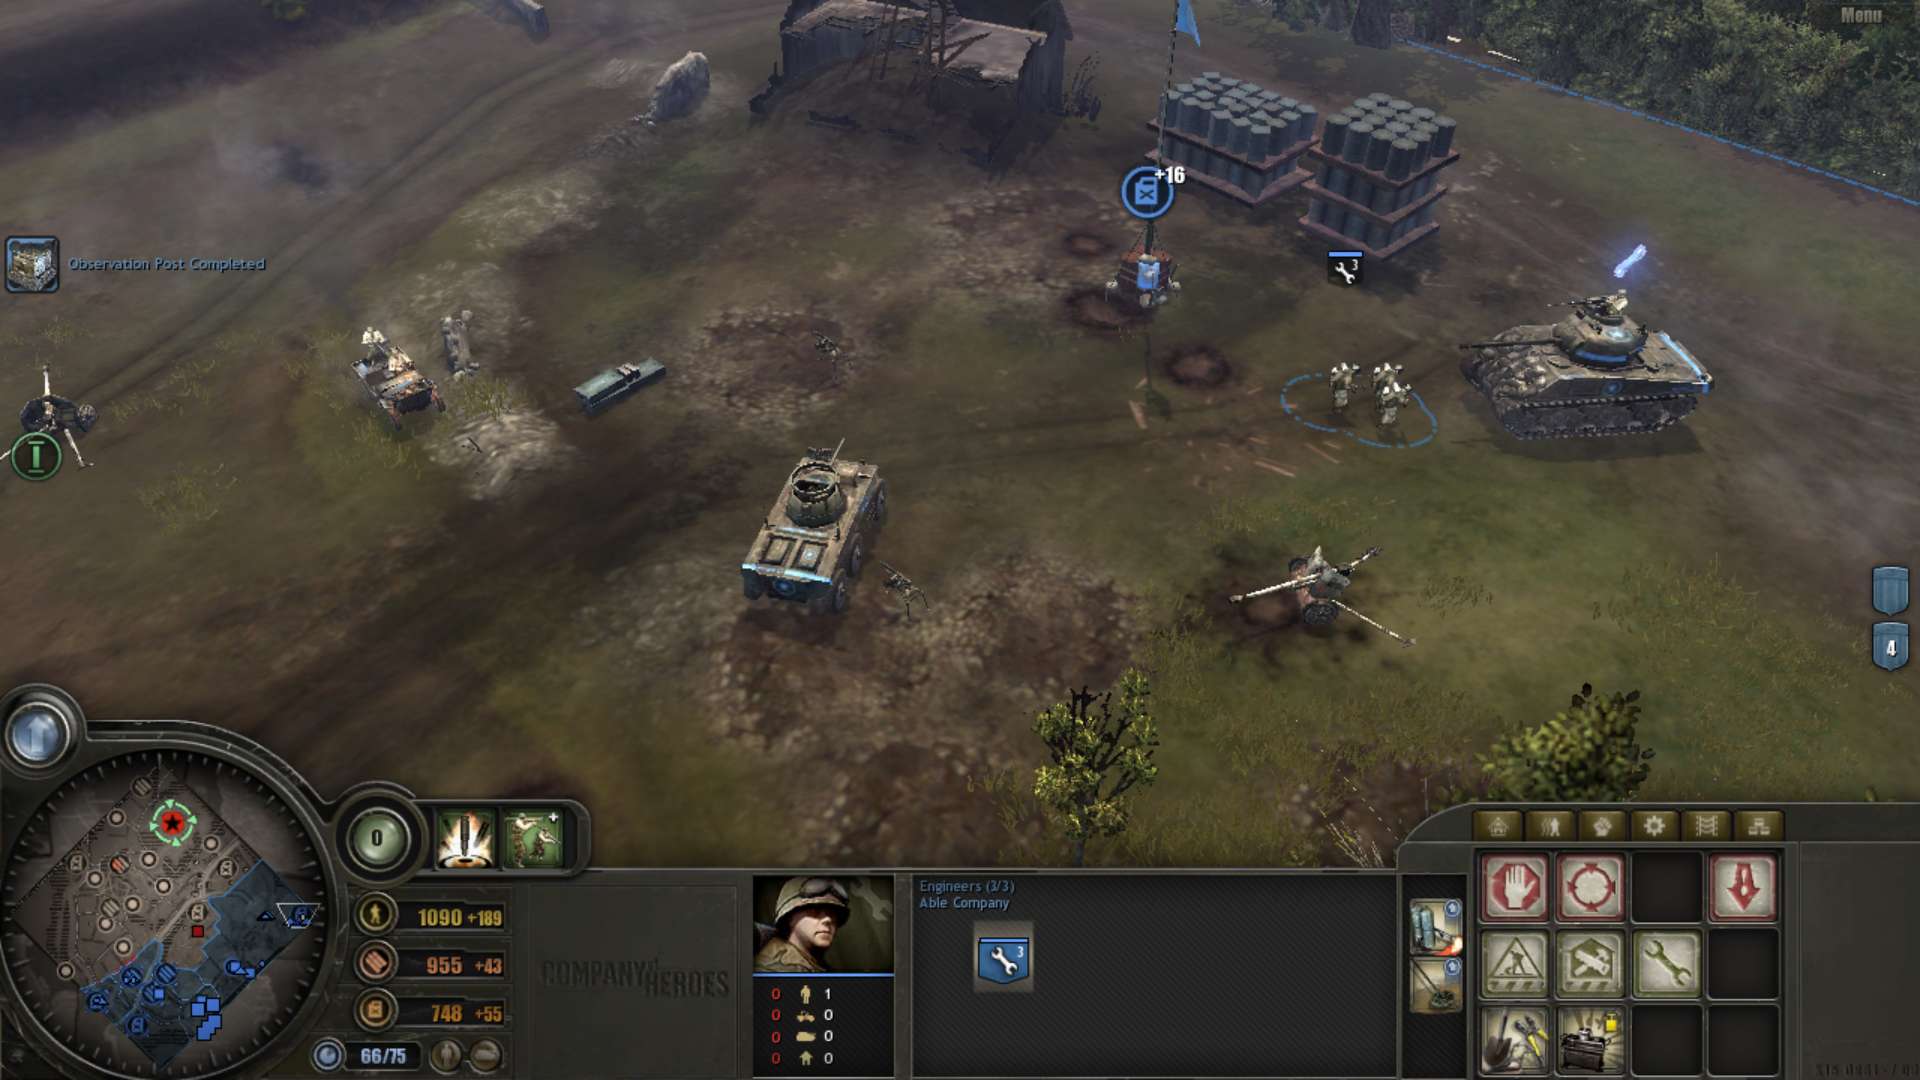 Menu
+16
3
Observation Post Completed
4
0
1090 +189
955 +43
748 +55
66/75
COMPANY of HEROES
0 1
0 0
0 0
0 0
Engineers (3/3)
Able Company
3